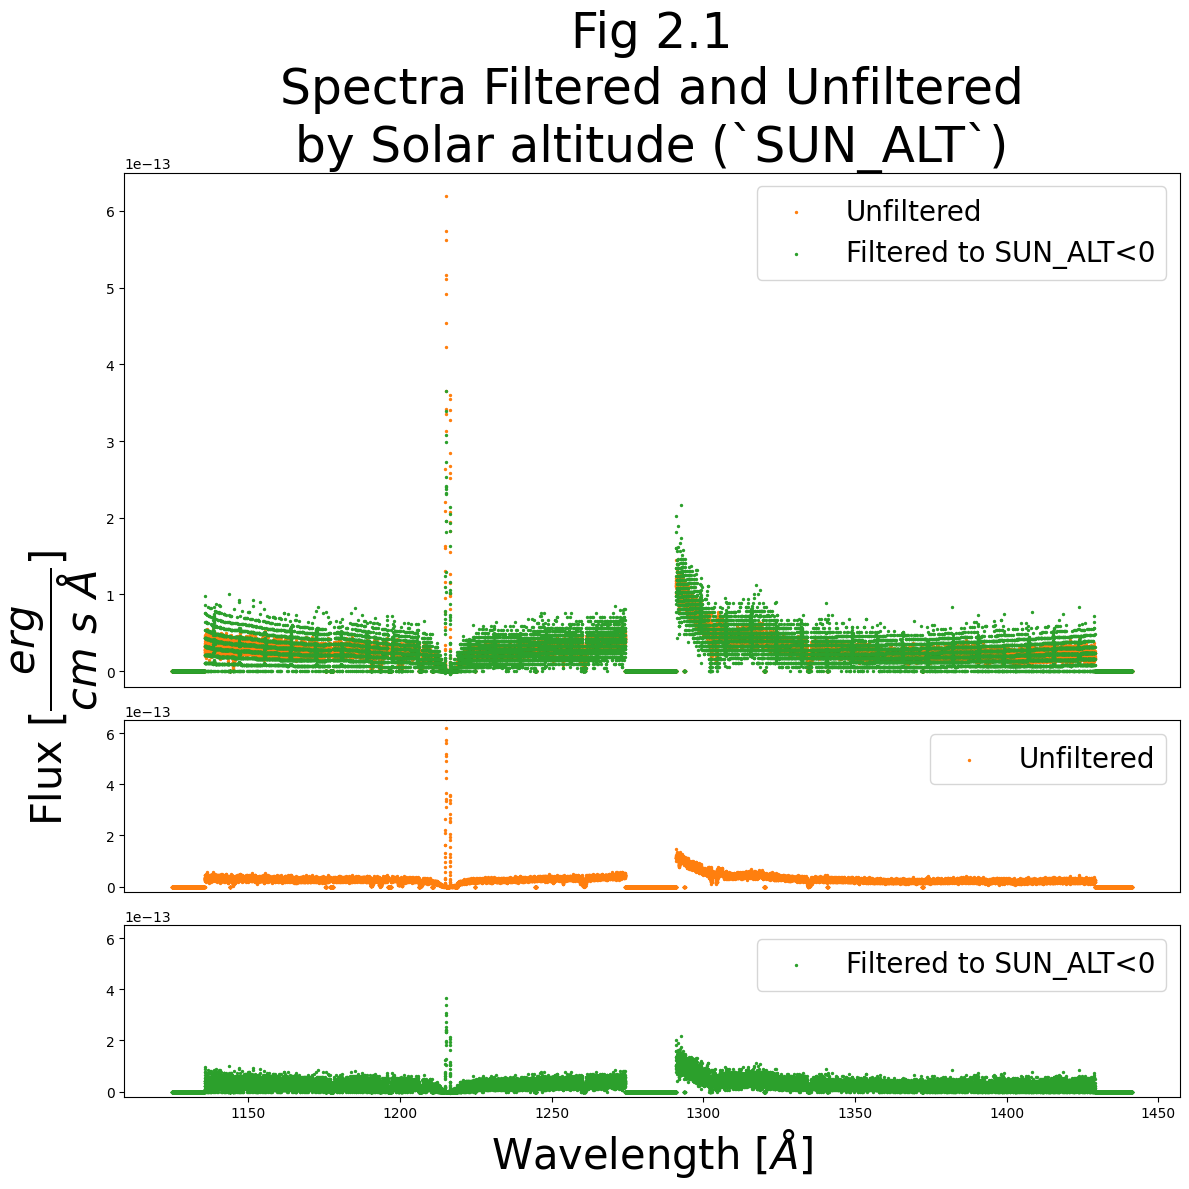 Fig 2.1
Spectra Filtered and Unfiltered
by Solar altitude (`SUN_ALT`)
1e−13
6
5
4
3
2
1
0
Unfiltered
Filtered to SUN_ALT<0
Flux [erg / cm s Å]
1e−13
6
4
2
0
Unfiltered
1e−13
6
4
2
0
Filtered to SUN_ALT<0
1150 1200 1250 1300 1350 1400 1450
Wavelength [Å]